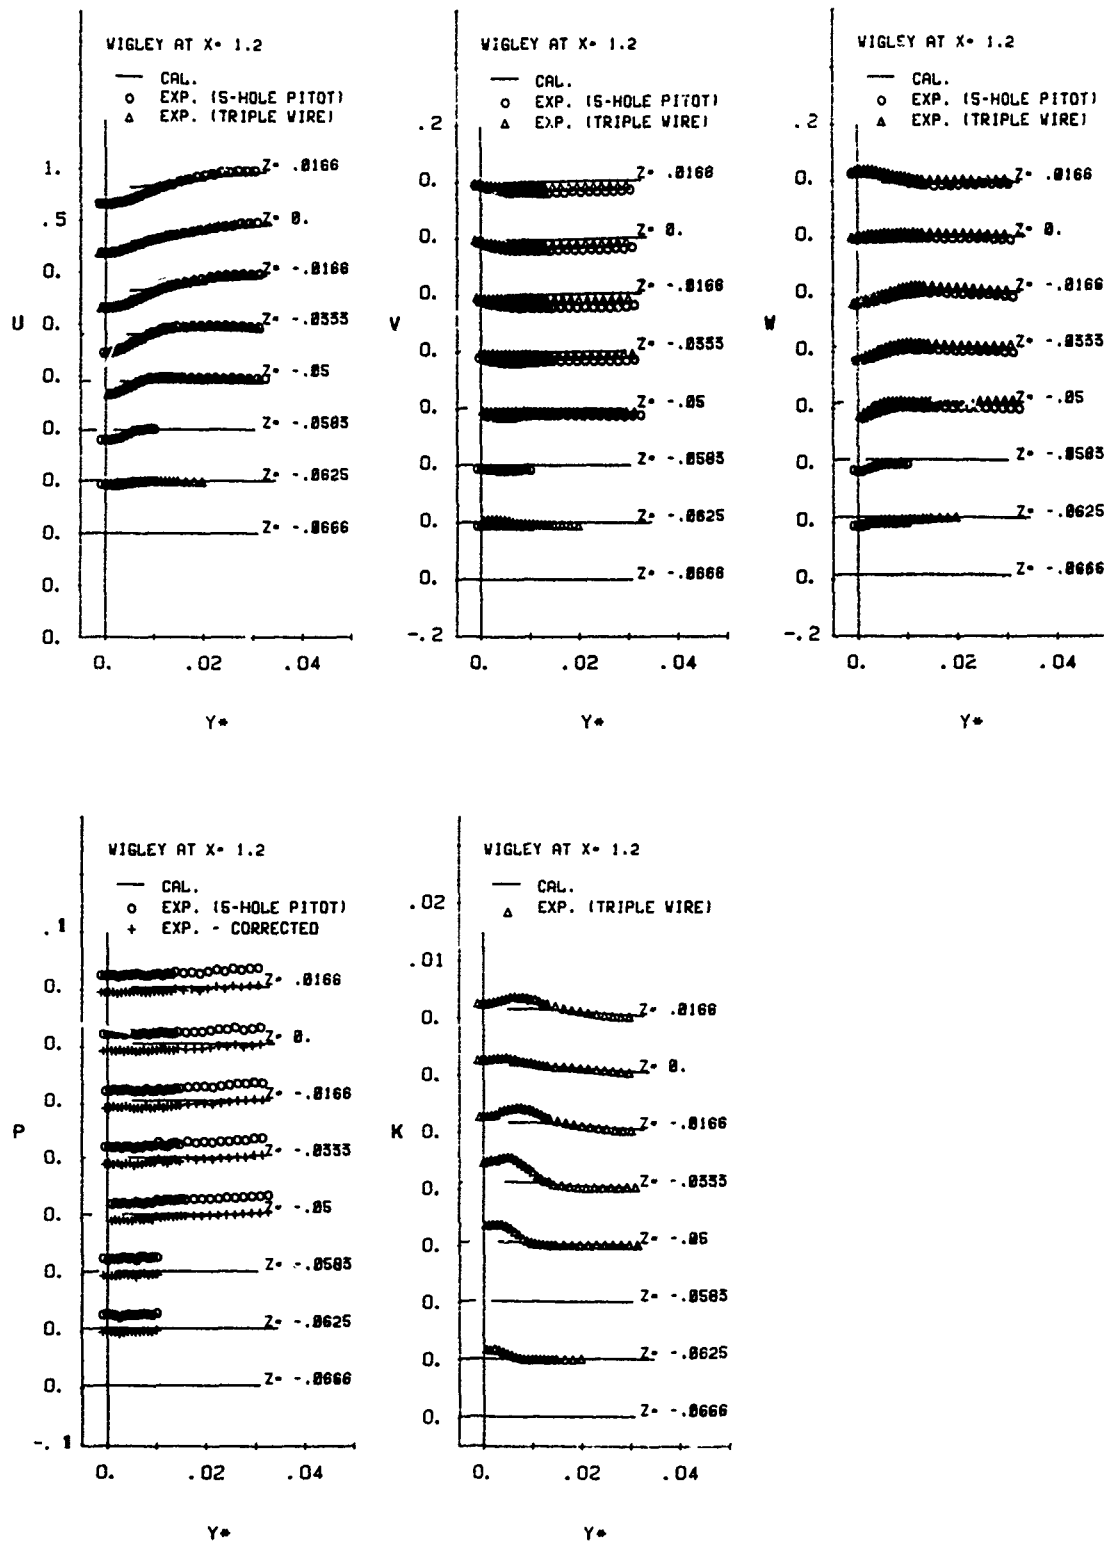 WIGLEY AT X= 1.2
CAL.
EXP. (5-HOLE PITOT)
EXP. (TRIPLE WIRE)
1.
.5
0.
0.
0.
0.
0.
0.
0.
0.
U
Z= .0166
Z= 0.
Z= -.0166
Z= -.0333
Z= -.05
Z= -.0583
Z= -.0625
Z= -.0666
0. .02 .04
Y*
WIGLEY AT X= 1.2
CAL.
EXP. (5-HOLE PITOT)
EXP. (TRIPLE WIRE)
.2
0.
0.
0.
0.
0.
0.
0.
0.
-.2
V
Z= .0166
Z= 0.
Z= -.0166
Z= -.0333
Z= -.05
Z= -.0583
Z= -.0625
Z= -.0666
0. .02 .04
Y*
WIGLEY AT X= 1.2
CAL.
EXP. (5-HOLE PITOT)
EXP. (TRIPLE WIRE)
.2
0.
0.
0.
0.
0.
0.
0.
0.
-.2
W
Z= .0166
Z= 0.
Z= -.0166
Z= -.0333
Z= -.05
Z= -.0583
Z= -.0625
Z= -.0666
0. .02 .04
Y*
WIGLEY AT X= 1.2
CAL.
EXP. (5-HOLE PITOT)
EXP. - CORRECTED
.1
0.
0.
0.
0.
0.
0.
0.
0.
-.1
P
Z= .0166
Z= 0.
Z= -.0166
Z= -.0333
Z= -.05
Z= -.0583
Z= -.0625
Z= -.0666
0. .02 .04
Y*
WIGLEY AT X= 1.2
CAL.
EXP. (TRIPLE WIRE)
.02
.01
0.
0.
0.
0.
0.
0.
0.
0.
K
Z= .0166
Z= 0.
Z= -.0166
Z= -.0333
Z= -.05
Z= -.0583
Z= -.0625
Z= -.0666
0. .02 .04
Y*